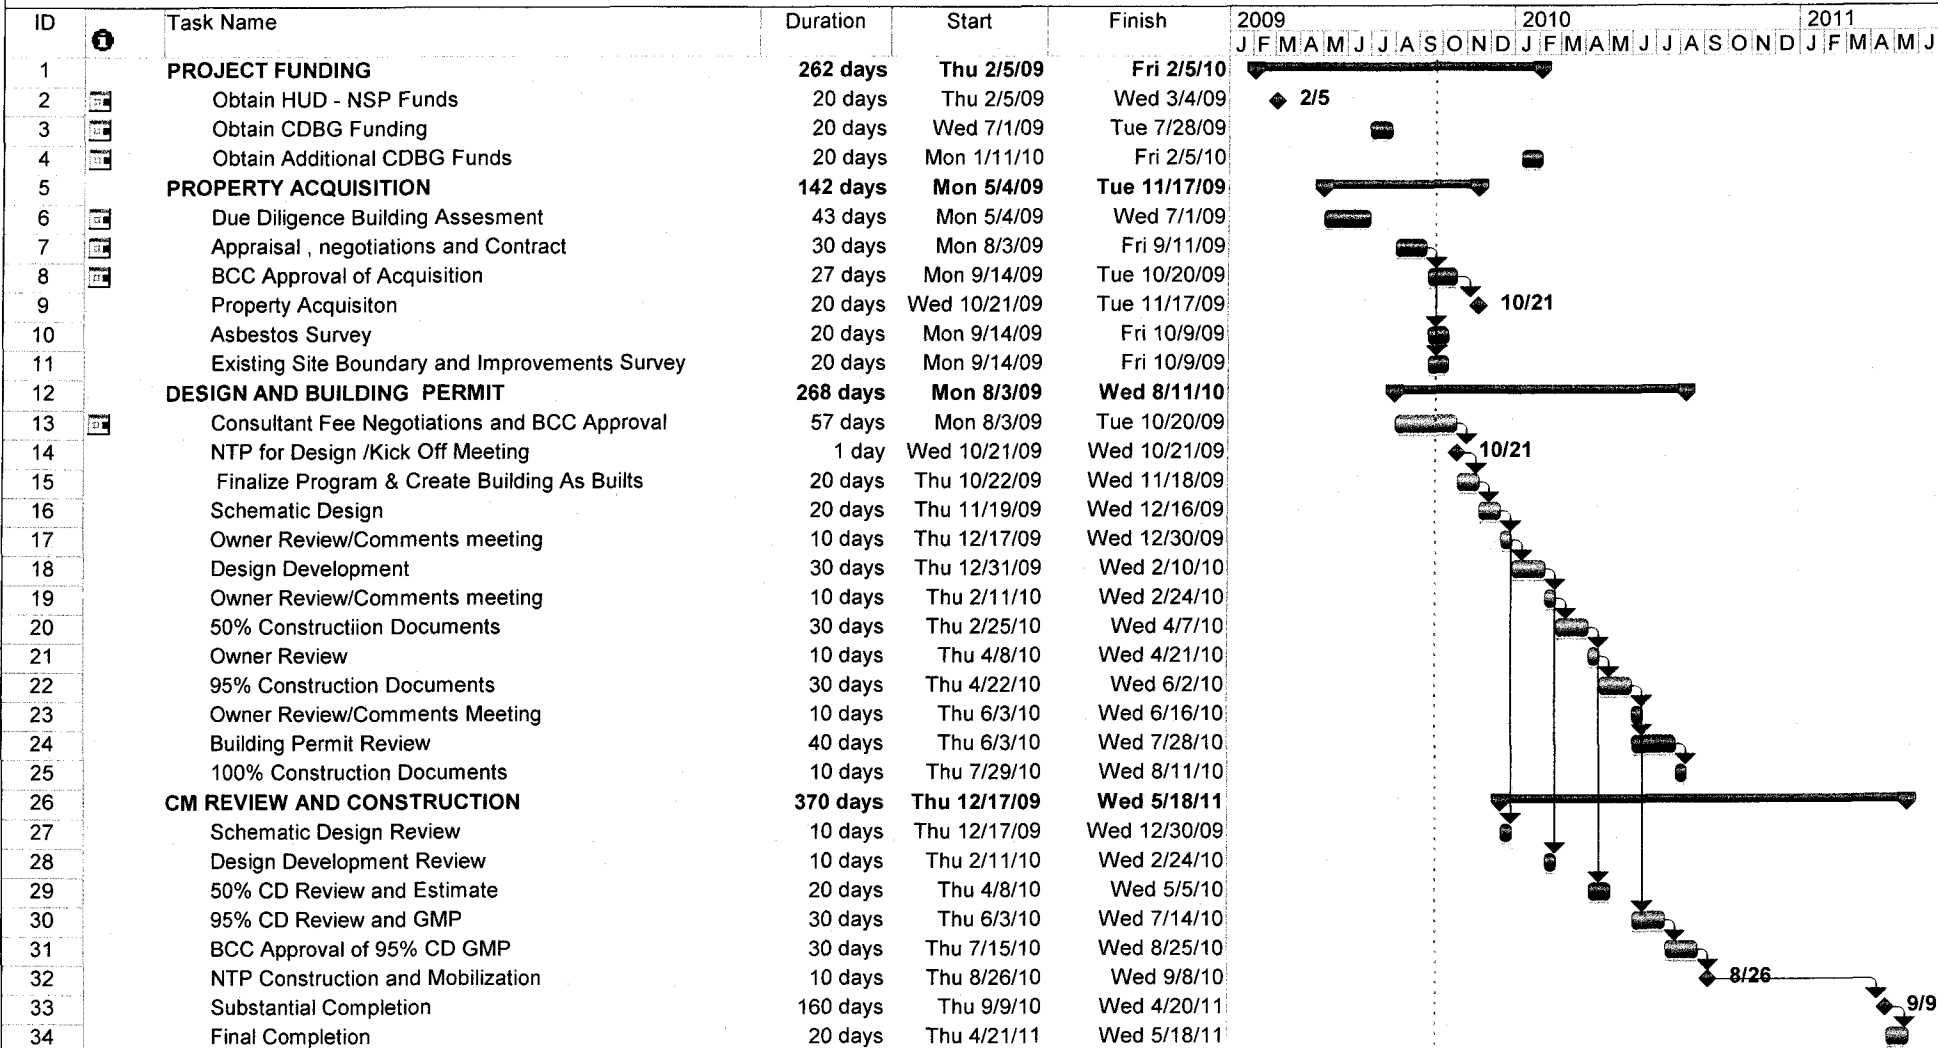 ID Task Name Duration Start Finish 2009 2010 2011
J F M A M J J A S O N D J F M A M J J A S O N D J F M A M J
1 PROJECT FUNDING 262 days Thu 2/5/09 Fri 2/5/10
2 Obtain HUD - NSP Funds 20 days Thu 2/5/09 Wed 3/4/09 2/5
3 Obtain CDBG Funding 20 days Wed 7/1/09 Tue 7/28/09
4 Obtain Additional CDBG Funds 20 days Mon 1/11/10 Fri 2/5/10
5 PROPERTY ACQUISITION 142 days Mon 5/4/09 Tue 11/17/09
6 Due Diligence Building Assesment 43 days Mon 5/4/09 Wed 7/1/09
7 Appraisal , negotiations and Contract 30 days Mon 8/3/09 Fri 9/11/09
8 BCC Approval of Acquisition 27 days Mon 9/14/09 Tue 10/20/09
9 Property Acquisiton 20 days Wed 10/21/09 Tue 11/17/09 10/21
10 Asbestos Survey 20 days Mon 9/14/09 Fri 10/9/09
11 Existing Site Boundary and Improvements Survey 20 days Mon 9/14/09 Fri 10/9/09
12 DESIGN AND BUILDING PERMIT 268 days Mon 8/3/09 Wed 8/11/10
13 Consultant Fee Negotiations and BCC Approval 57 days Mon 8/3/09 Tue 10/20/09
14 NTP for Design /Kick Off Meeting 1 day Wed 10/21/09 Wed 10/21/09 10/21
15 Finalize Program & Create Building As Builts 20 days Thu 10/22/09 Wed 11/18/09
16 Schematic Design 20 days Thu 11/19/09 Wed 12/16/09
17 Owner Review/Comments meeting 10 days Thu 12/17/09 Wed 12/30/09
18 Design Development 30 days Thu 12/31/09 Wed 2/10/10
19 Owner Review/Comments meeting 10 days Thu 2/11/10 Wed 2/24/10
20 50% Constructiion Documents 30 days Thu 2/25/10 Wed 4/7/10
21 Owner Review 10 days Thu 4/8/10 Wed 4/21/10
22 95% Construction Documents 30 days Thu 4/22/10 Wed 6/2/10
23 Owner Review/Comments Meeting 10 days Thu 6/3/10 Wed 6/16/10
24 Building Permit Review 40 days Thu 6/3/10 Wed 7/28/10
25 100% Construction Documents 10 days Thu 7/29/10 Wed 8/11/10
26 CM REVIEW AND CONSTRUCTION 370 days Thu 12/17/09 Wed 5/18/11
27 Schematic Design Review 10 days Thu 12/17/09 Wed 12/30/09
28 Design Development Review 10 days Thu 2/11/10 Wed 2/24/10
29 50% CD Review and Estimate 20 days Thu 4/8/10 Wed 5/5/10
30 95% CD Review and GMP 30 days Thu 6/3/10 Wed 7/14/10
31 BCC Approval of 95% CD GMP 30 days Thu 7/15/10 Wed 8/25/10
32 NTP Construction and Mobilization 10 days Thu 8/26/10 Wed 9/8/10 8/26
33 Substantial Completion 160 days Thu 9/9/10 Wed 4/20/11 9/9
34 Final Completion 20 days Thu 4/21/11 Wed 5/18/11